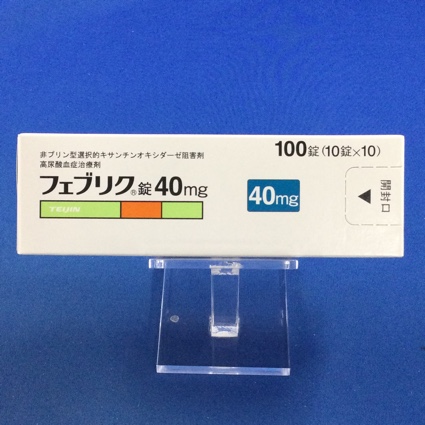 非プリン型選択的キサンチンオキシダーゼ阻害剤
高尿酸血症治療剤
フェブリク®錠40mg
TEIJIN
40mg
100錠(10錠×10)
開封口